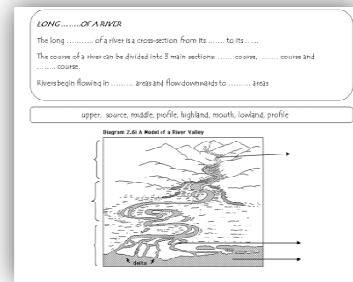 LONG ........OF A RIVER
The long ........... of a river is a cross-section from its ....... to its ......
The course of a river can be divided into 3 main sections: ....... course, ....... course and
........ course.
Rivers begin flowing in ......... areas and flow downwards to ......... areas
upper, source, middle, profile, highland, mouth, lowland, profile
Diagram 2.6i A Model of a River Valley
delta